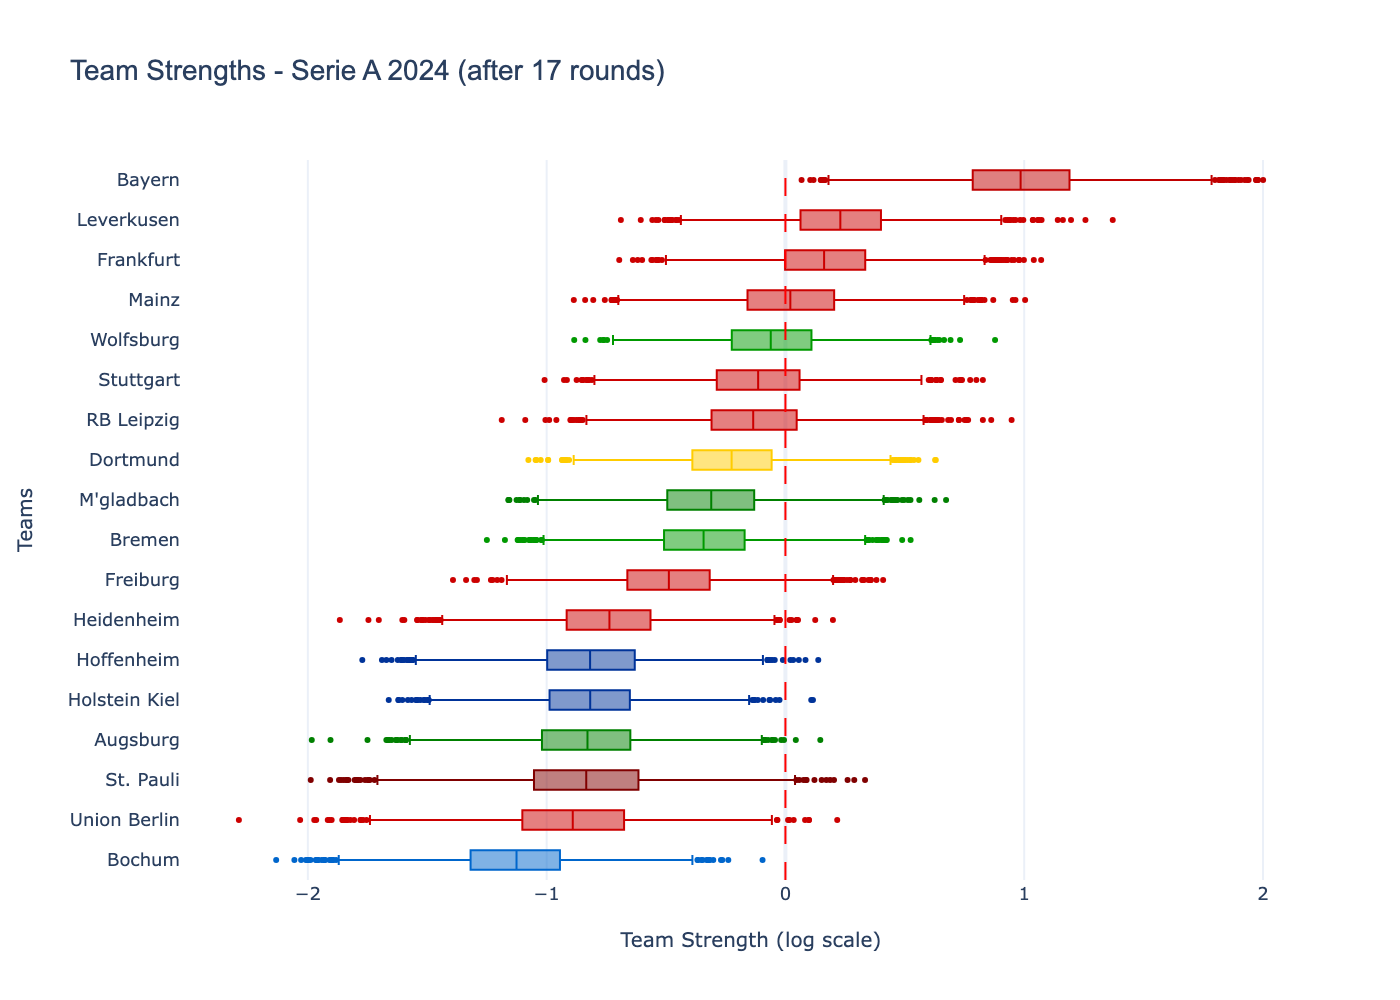 Team Strengths - Serie A 2024 (after 17 rounds)
Teams
Bayern
Leverkusen
Frankfurt
Mainz
Wolfsburg
Stuttgart
RB Leipzig
Dortmund
M'gladbach
Bremen
Freiburg
Heidenheim
Hoffenheim
Holstein Kiel
Augsburg
St. Pauli
Union Berlin
Bochum
−2 −1 0 1 2
Team Strength (log scale)